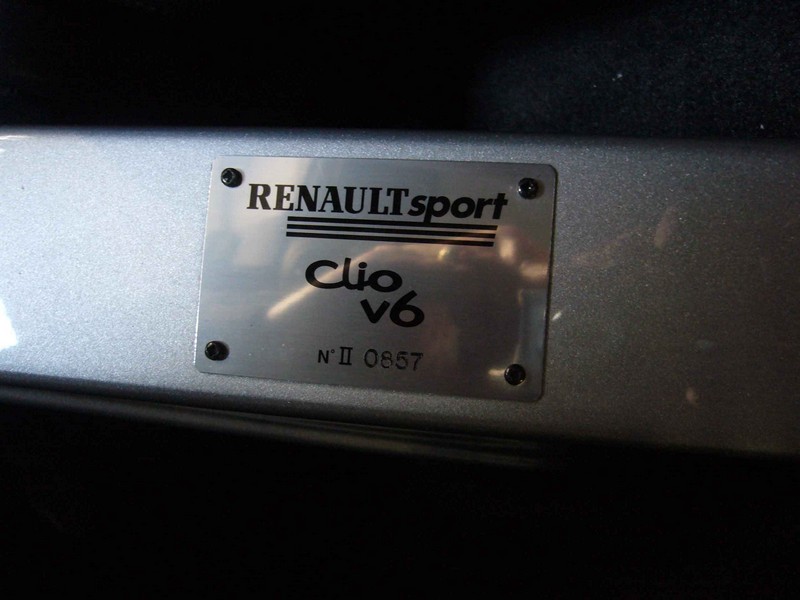 RENAULTsport
Clio
v6
N° II 0857